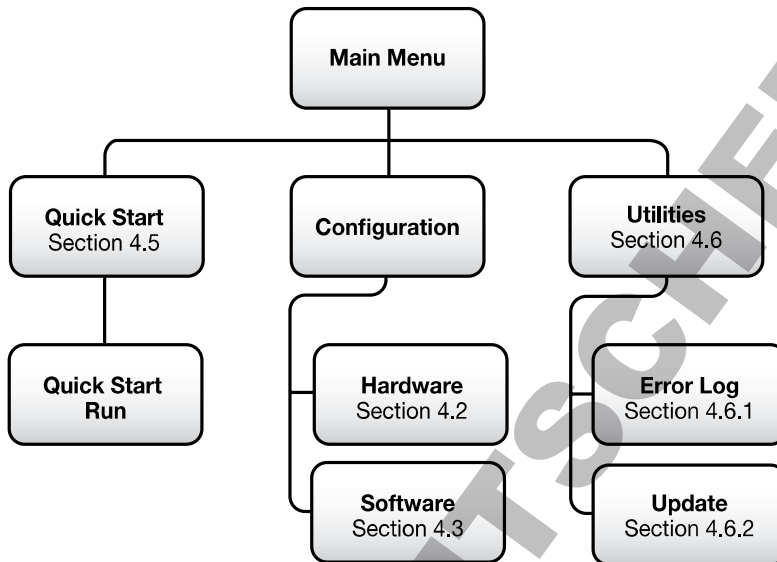 Main Menu
Quick Start
Section 4.5
Configuration
Utilities
Section 4.6
Quick Start
Run
Hardware
Section 4.2
Error Log
Section 4.6.1
Software
Section 4.3
Update
Section 4.6.2